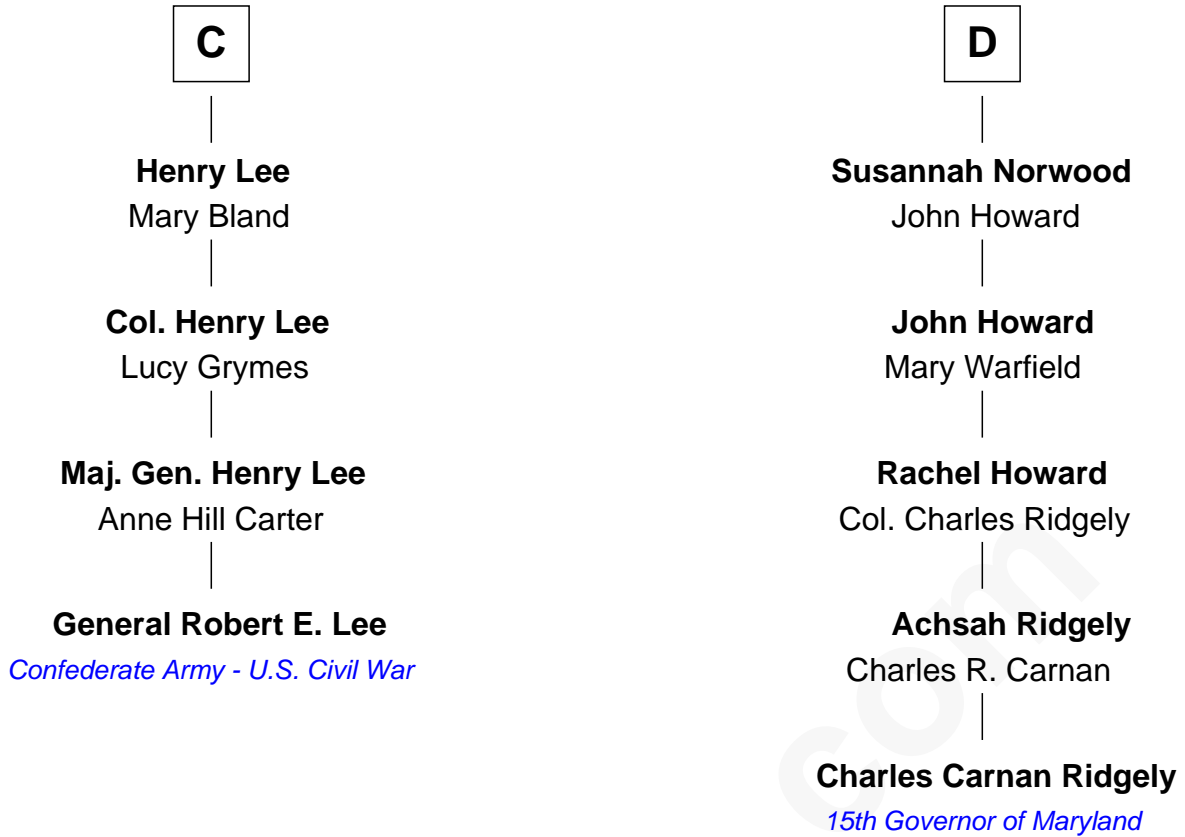 C
Henry Lee
Mary Bland
Col. Henry Lee
Lucy Grymes
Maj. Gen. Henry Lee
Anne Hill Carter
General Robert E. Lee
Confederate Army - U.S. Civil War
D
Susannah Norwood
John Howard
John Howard
Mary Warfield
Rachel Howard
Col. Charles Ridgely
Achsah Ridgely
Charles R. Carnan
Charles Carnan Ridgely
15th Governor of Maryland
com